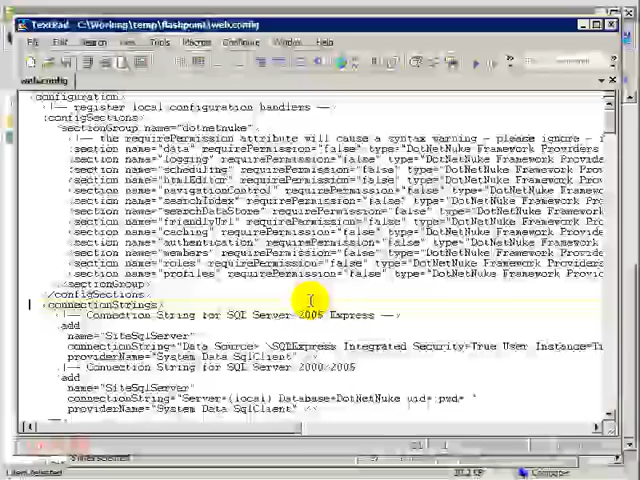 TextPad - C:\Working\temp\flashpoint\web.config
File Edit Search View Tools Macros Configure Window Help
web.config
<configuration>
<!-- register local configuration handlers -->
<configSections>
<sectionGroup name="dotnetnuke">
<!-- the requirePermission attribute will cause a syntax warning - please ignore -
<section name="data" requirePermission="false" type="DotNetNuke.Framework.Providers
<section name="logging" requirePermission="false" type="DotNetNuke.Framework.Provide
<section name="scheduling" requirePermission="false" type="DotNetNuke.Framework.Pro
<section name="htmlEditor" requirePermission="false" type="DotNetNuke.Framework.Pro
<section name="navigationControl" requirePermission="false" type="DotNetNuke.Framew
<section name="searchIndex" requirePermission="false" type="DotNetNuke.Framework.Pr
<section name="searchDataStore" requirePermission="false" type="DotNetNuke.Framewor
<section name="friendlyUrl" requirePermission="false" type="DotNetNuke.Framework.Pr
<section name="caching" requirePermission="false" type="DotNetNuke.Framework.Provide
<section name="authentication" requirePermission="false" type="DotNetNuke.Framework
<section name="members" requirePermission="false" type="DotNetNuke.Framework.Provide
<section name="roles" requirePermission="false" type="DotNetNuke.Framework.Provider
<section name="profiles" requirePermission="false" type="DotNetNuke.Framework.Provid
</sectionGroup>
</configSections>
<connectionStrings>
<!-- Connection String for SQL Server 2005 Express -->
<add
name="SiteSqlServer"
connectionString="Data Source=.\SQLExpress;Integrated Security=True;User Instance=Tr
providerName="System.Data.SqlClient" />
<!-- Connection String for SQL Server 2000/2005
<add
name="SiteSqlServer"
connectionString="Server=(local);Database=DotNetNuke;uid=;pwd=;"
providerName="System.Data.SqlClient" />